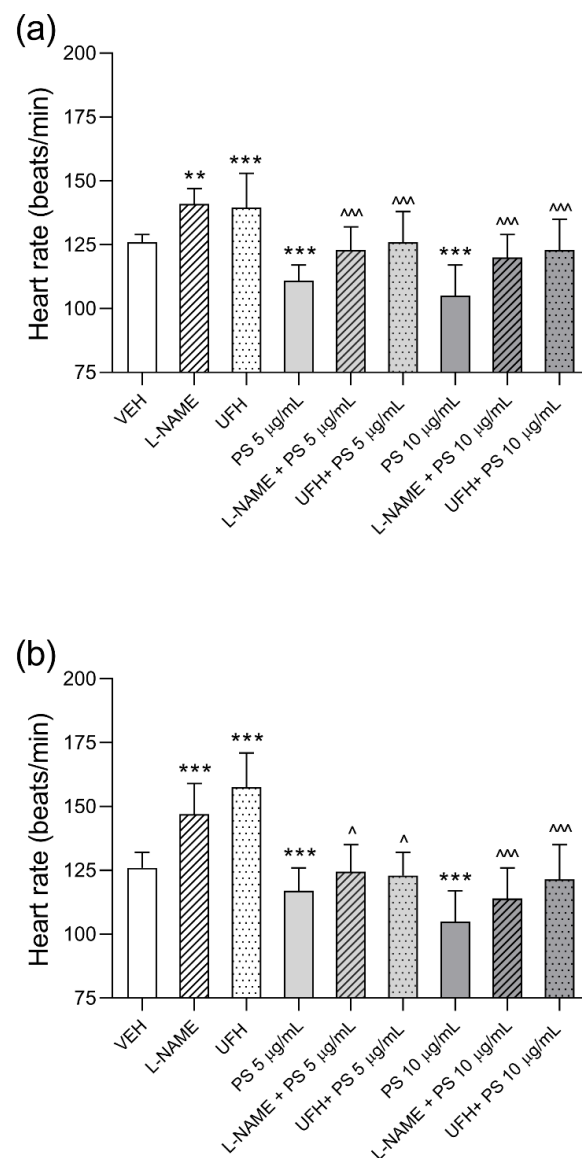 (a)
Heart rate (beats/min)
200
175
150
125
100
75
**
***
***
^^^
^^^
***
^^^
^^^
VEH
L-NAME
UFH
PS 5 μg/mL
L-NAME + PS 5 μg/mL
UFH+ PS 5 μg/mL
PS 10 μg/mL
L-NAME + PS 10 μg/mL
UFH+ PS 10 μg/mL
(b)
Heart rate (beats/min)
200
175
150
125
100
75
***
***
***
^
^
***
^^^
^^^
VEH
L-NAME
UFH
PS 5 μg/mL
L-NAME + PS 5 μg/mL
UFH+ PS 5 μg/mL
PS 10 μg/mL
L-NAME + PS 10 μg/mL
UFH+ PS 10 μg/mL